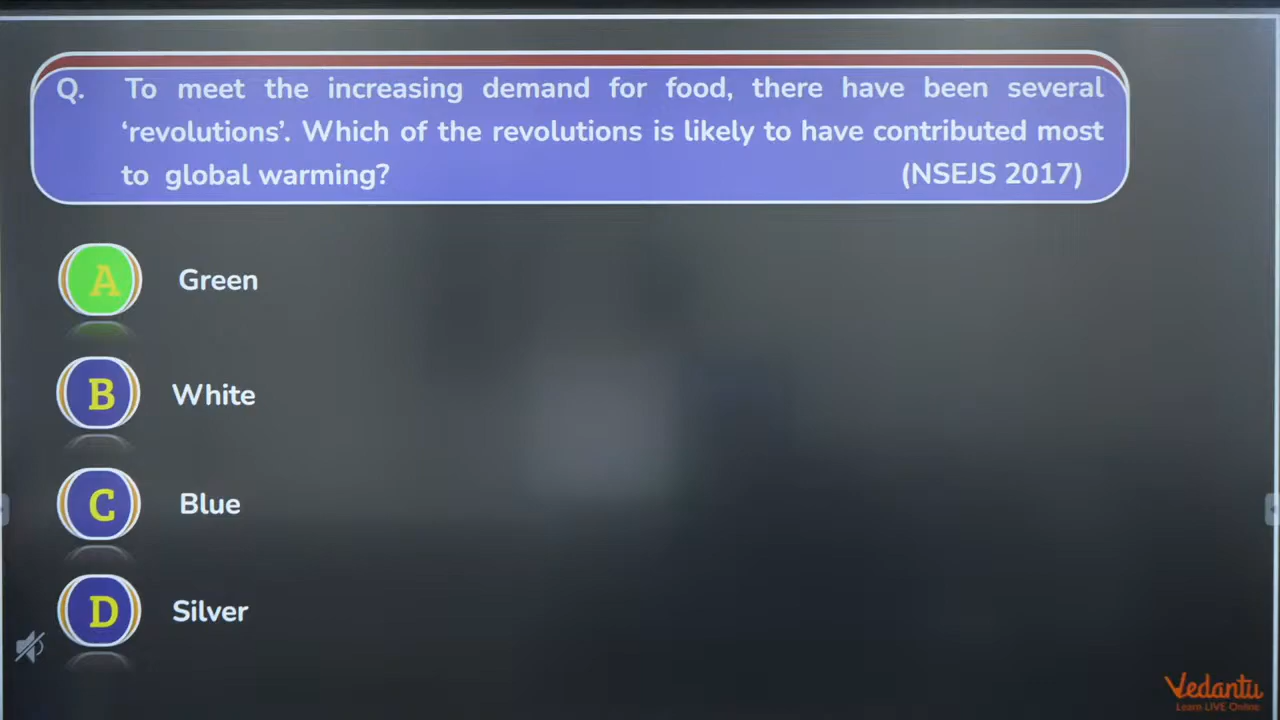 Q. To meet the increasing demand for food, there have been several
‘revolutions’. Which of the revolutions is likely to have contributed most
to global warming? (NSEJS 2017)
A Green
B White
C Blue
D Silver
Vedantu
Learn LIVE Online